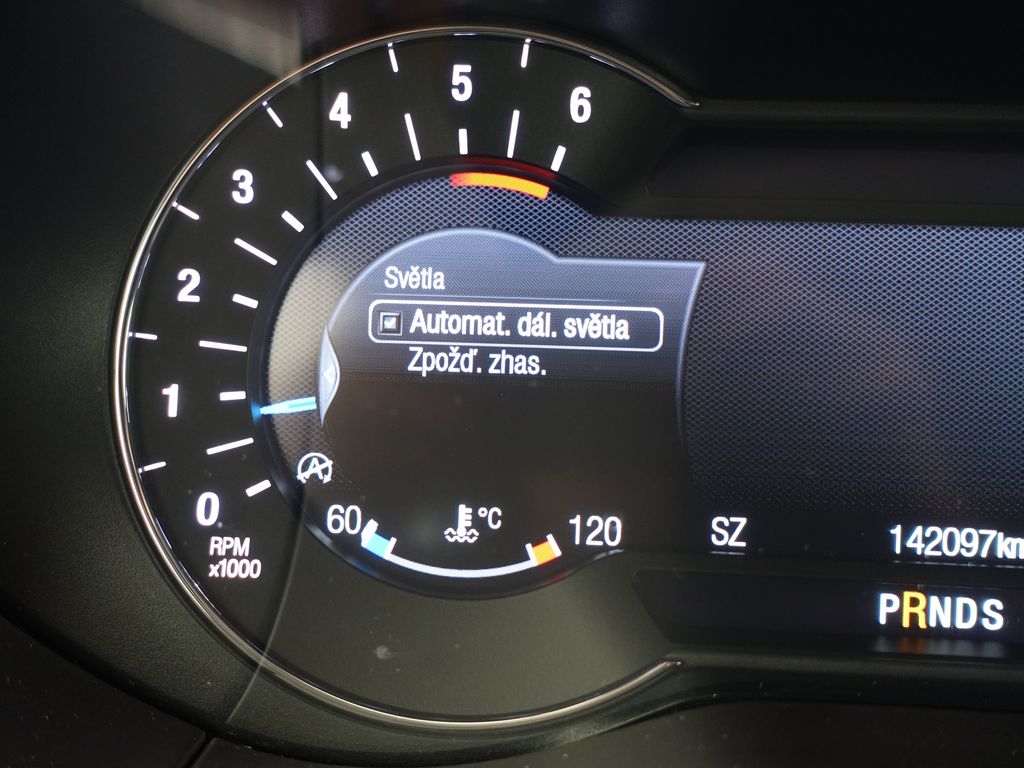 6
5
4
3
2
1
0
RPM
x1000
Světla
Automat. dál. světla
Zpožď. zhas.
60 °C 120
SZ 142097km
PRNDS